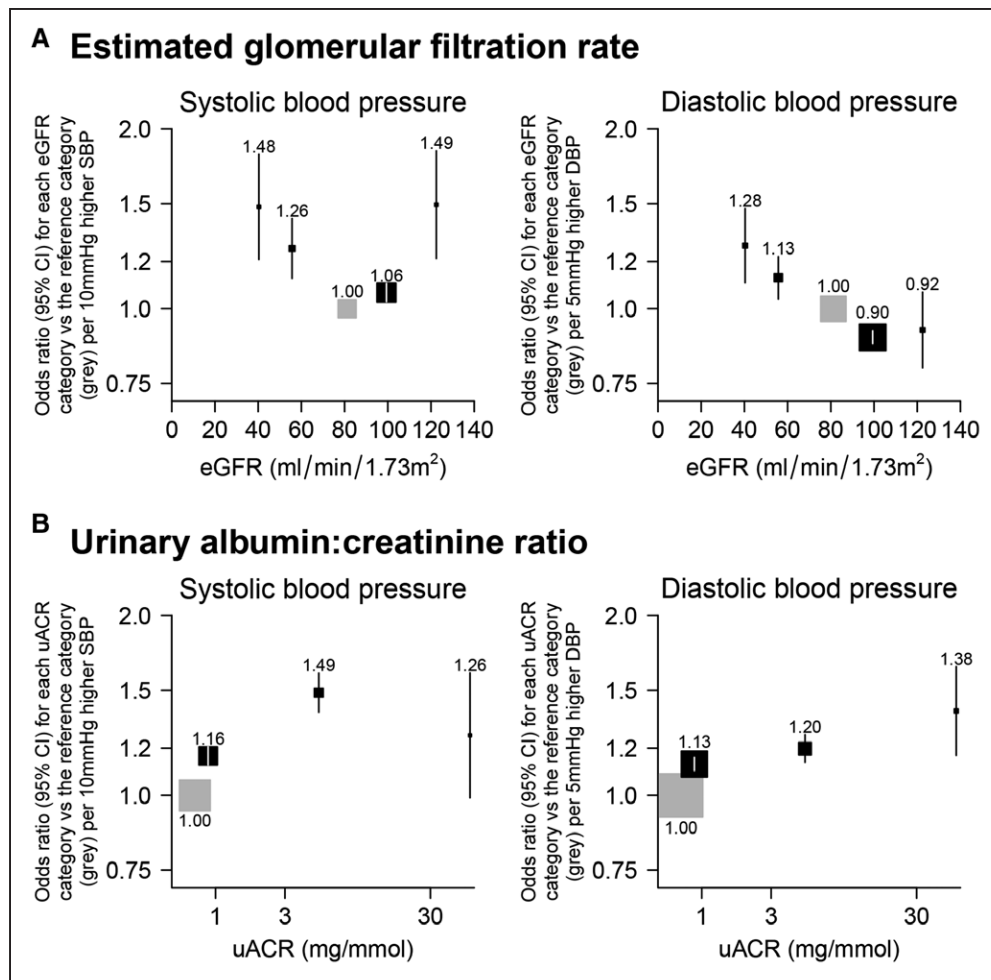 A Estimated glomerular filtration rate
Systolic blood pressure
Odds ratio (95% CI) for each eGFR
category vs the reference category
(grey) per 10mmHg higher SBP
2.0
1.5
1.2
1.0
0.75
1.48
1.26
1.00
1.06
1.49
0 20 40 60 80 100 120 140
eGFR (ml/min/1.73m²)
Diastolic blood pressure
Odds ratio (95% CI) for each eGFR
category vs the reference category
(grey) per 5mmHg higher DBP
2.0
1.5
1.2
1.0
0.75
1.28
1.13
1.00
0.90
0.92
0 20 40 60 80 100 120 140
eGFR (ml/min/1.73m²)
B Urinary albumin:creatinine ratio
Systolic blood pressure
Odds ratio (95% CI) for each uACR
category vs the reference category
(grey) per 10mmHg higher SBP
2.0
1.5
1.2
1.0
0.75
1.00
1.16
1.49
1.26
1 3 30
uACR (mg/mmol)
Diastolic blood pressure
Odds ratio (95% CI) for each uACR
category vs the reference category
(grey) per 5mmHg higher DBP
2.0
1.5
1.2
1.0
0.75
1.00
1.13
1.20
1.38
1 3 30
uACR (mg/mmol)